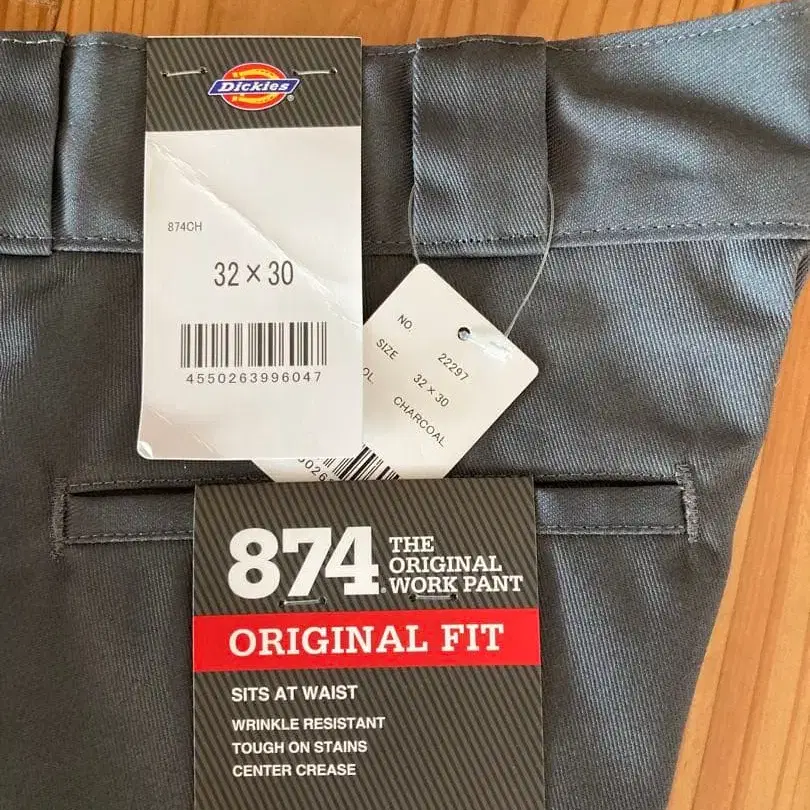 Dickies
®
874CH
32×30
4550263996047
NO. 22297
SIZE 32×30
OL CHARCOAL
874® THE
ORIGINAL
WORK PANT
ORIGINAL FIT
SITS AT WAIST
WRINKLE RESISTANT
TOUGH ON STAINS
CENTER CREASE